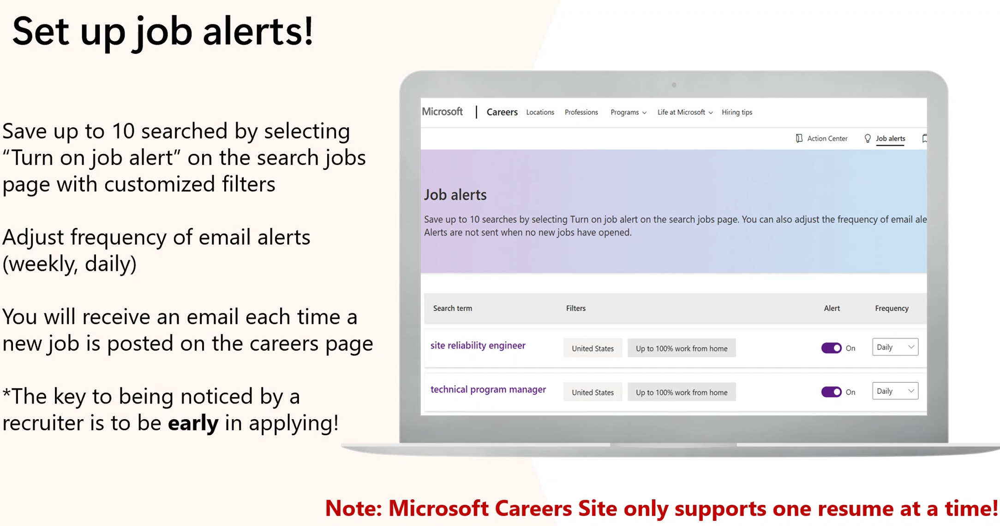 Set up job alerts!
Save up to 10 searched by selecting
“Turn on job alert” on the search jobs
page with customized filters
Adjust frequency of email alerts
(weekly, daily)
You will receive an email each time a
new job is posted on the careers page
*The key to being noticed by a
recruiter is to be early in applying!
Microsoft | Careers Locations Professions Programs Life at Microsoft Hiring tips
Action Center Job alerts
Job alerts
Save up to 10 searches by selecting Turn on job alert on the search jobs page. You can also adjust the frequency of email ale
Alerts are not sent when no new jobs have opened.
Search term Filters Alert Frequency
site reliability engineer United States Up to 100% work from home On Daily
technical program manager United States Up to 100% work from home On Daily
Note: Microsoft Careers Site only supports one resume at a time!